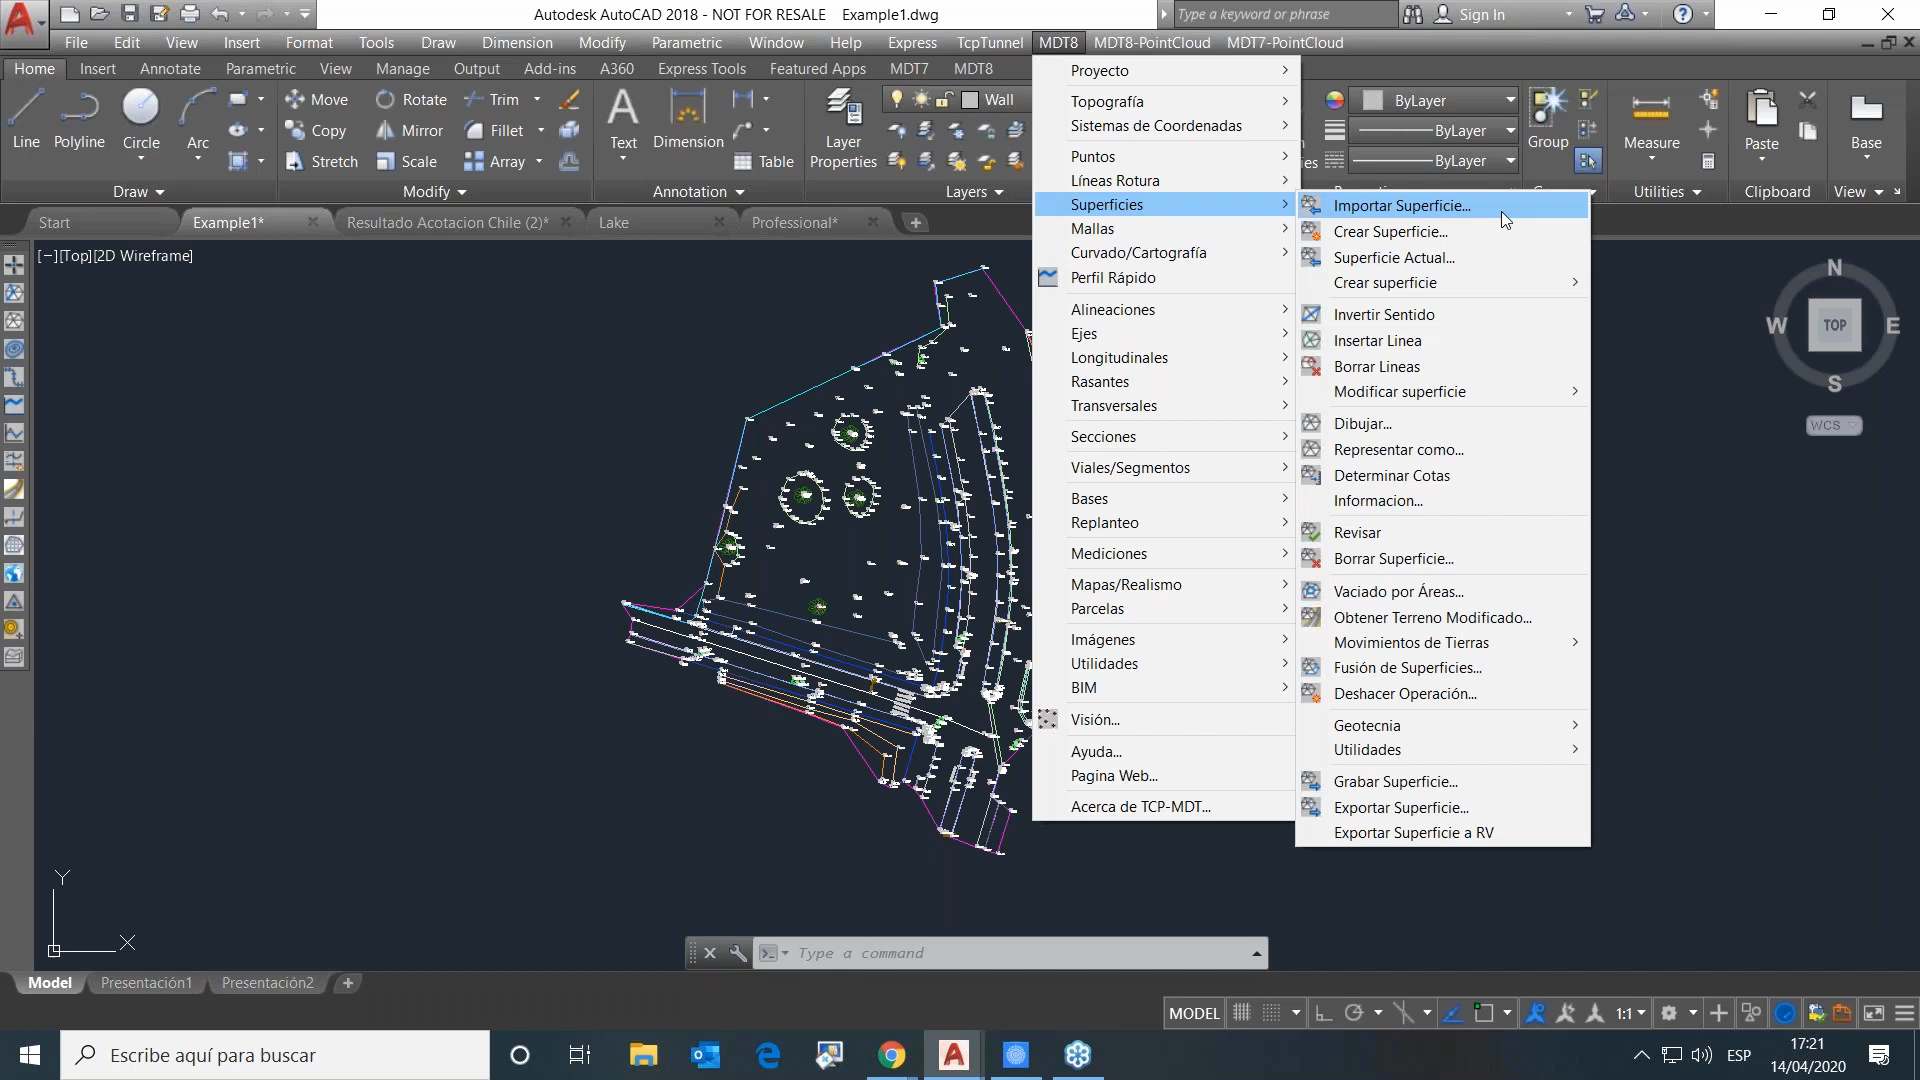 Autodesk AutoCAD 2018 - NOT FOR RESALE    Example1.dwg
Type a keyword or phrase
Sign In
File Edit View Insert Format Tools Draw Dimension Modify Parametric Window Help Express TcpTunnel MDT8 MDT8-PointCloud MDT7-PointCloud
Home Insert Annotate Parametric View Manage Output Add-ins A360 Express Tools Featured Apps MDT7 MDT8
Line Polyline Circle Arc
Move Rotate Trim
Copy Mirror Fillet
Stretch Scale Array
Text Dimension Table
Layer Properties
Wall
ByLayer
ByLayer
ByLayer
Group
Measure
Paste
Base
Draw Modify Annotation Layers Utilities Clipboard View
Start Example1* Resultado Acotacion Chile (2)* Lake Professional*
[−][Top][2D Wireframe]
Proyecto
Topografía
Sistemas de Coordenadas
Puntos
Líneas Rotura
Superficies
Mallas
Curvado/Cartografía
Perfil Rápido
Alineaciones
Ejes
Longitudinales
Rasantes
Transversales
Secciones
Viales/Segmentos
Bases
Replanteo
Mediciones
Mapas/Realismo
Parcelas
Imágenes
Utilidades
BIM
Visión...
Ayuda...
Pagina Web...
Acerca de TCP-MDT...
Importar Superficie...
Crear Superficie...
Superficie Actual...
Crear superficie
Invertir Sentido
Insertar Linea
Borrar Lineas
Modificar superficie
Dibujar...
Representar como...
Determinar Cotas
Informacion...
Revisar
Borrar Superficie...
Vaciado por Áreas...
Obtener Terreno Modificado...
Movimientos de Tierras
Fusión de Superficies...
Deshacer Operación...
Geotecnia
Utilidades
Grabar Superficie...
Exportar Superficie...
Exportar Superficie a RV
N
W TOP E
S
WCS
Y
X
Type a command
Model Presentación1 Presentación2
MODEL
1:1
Escribe aquí para buscar
ESP
17:21
14/04/2020